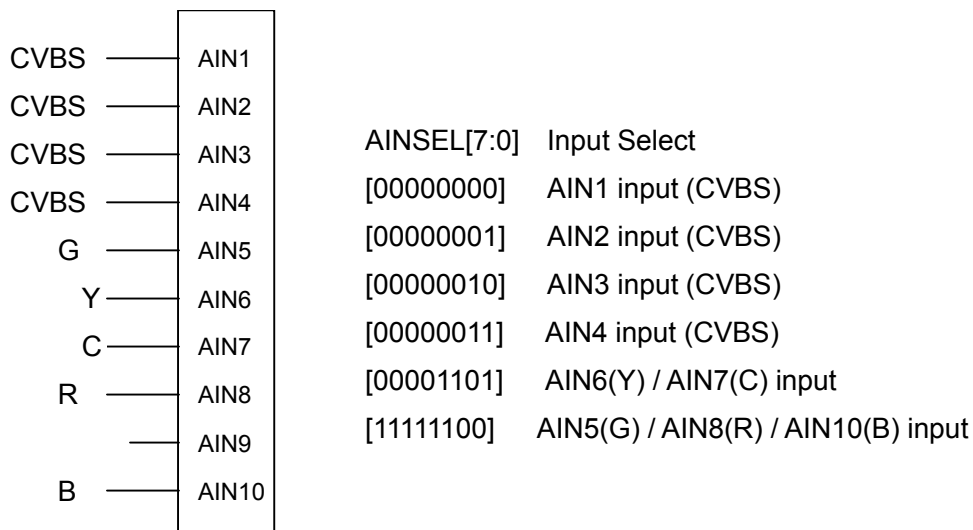 CVBS AIN1
CVBS AIN2
CVBS AIN3
CVBS AIN4
G AIN5
Y AIN6
C AIN7
R AIN8
AIN9
B AIN10
AINSEL[7:0] Input Select
[00000000] AIN1 input (CVBS)
[00000001] AIN2 input (CVBS)
[00000010] AIN3 input (CVBS)
[00000011] AIN4 input (CVBS)
[00001101] AIN6(Y) / AIN7(C) input
[11111100] AIN5(G) / AIN8(R) / AIN10(B) input